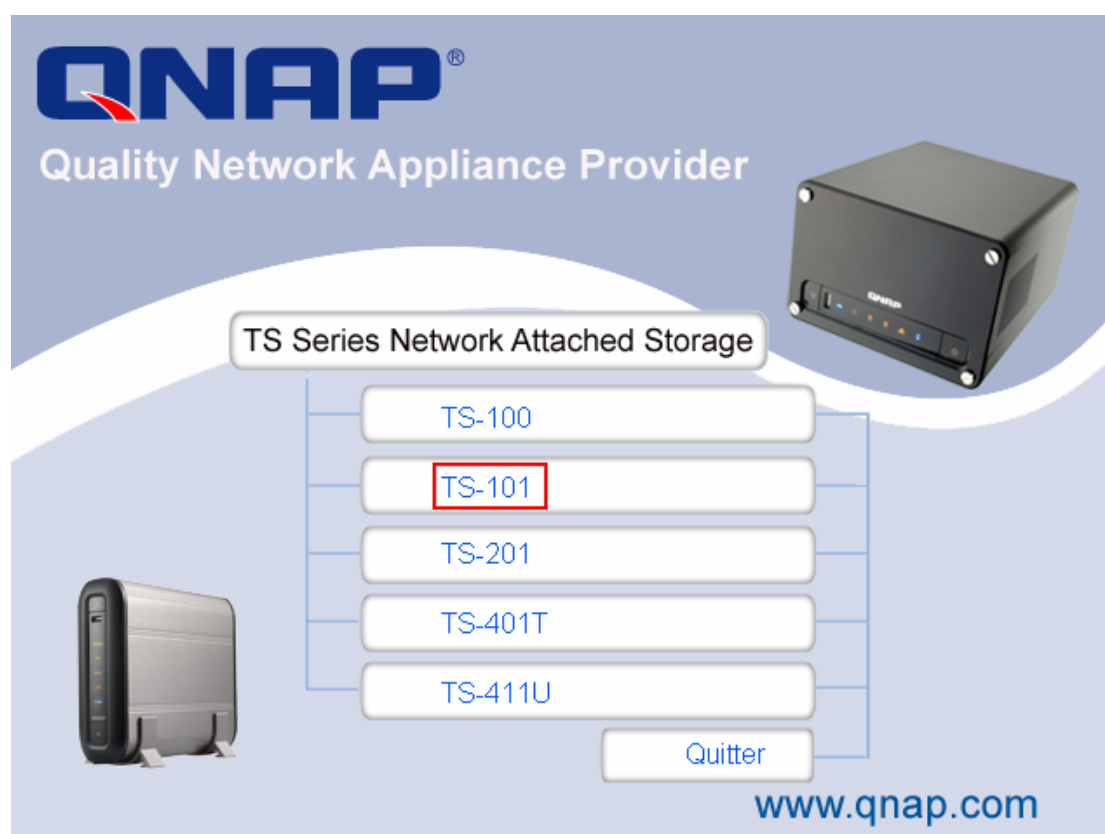 QNAP®
Quality Network Appliance Provider
QNAP
TS Series Network Attached Storage
TS-100
TS-101
TS-201
TS-401T
TS-411U
Quitter
www.qnap.com